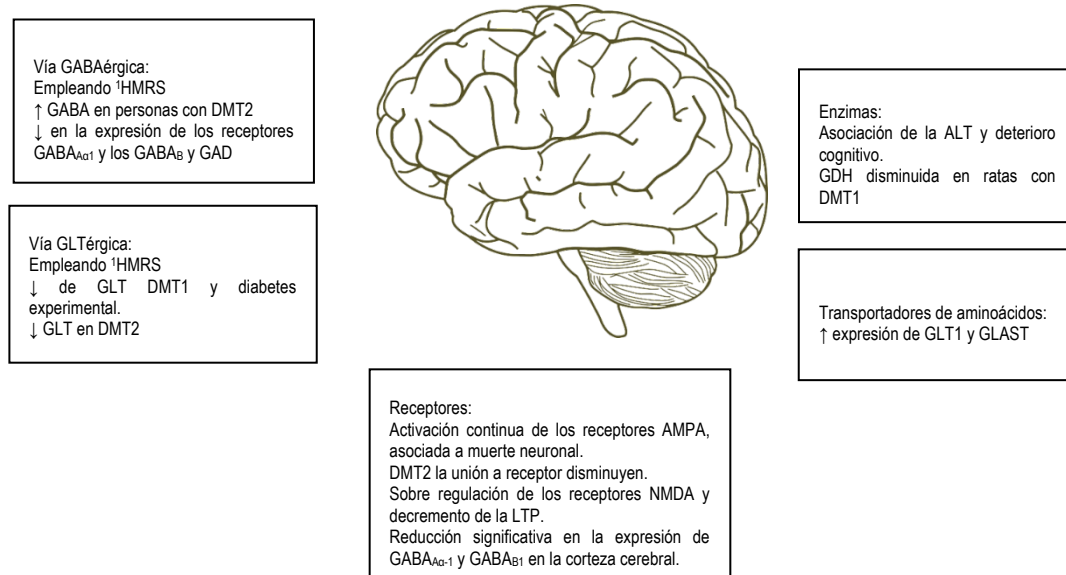 Vía GABAérgica:
Empleando ¹HMRS
↑ GABA en personas con DMT2
↓ en la expresión de los receptores
GABAAα1 y los GABAB y GAD
Vía GLTérgica:
Empleando ¹HMRS
↓ de GLT DMT1 y diabetes
experimental.
↓ GLT en DMT2
Receptores:
Activación continua de los receptores AMPA,
asociada a muerte neuronal.
DMT2 la unión a receptor disminuyen.
Sobre regulación de los receptores NMDA y
decremento de la LTP.
Reducción significativa en la expresión de
GABAAα-1 y GABAB1 en la corteza cerebral.
Enzimas:
Asociación de la ALT y deterioro
cognitivo.
GDH disminuida en ratas con
DMT1
Transportadores de aminoácidos:
↑ expresión de GLT1 y GLAST